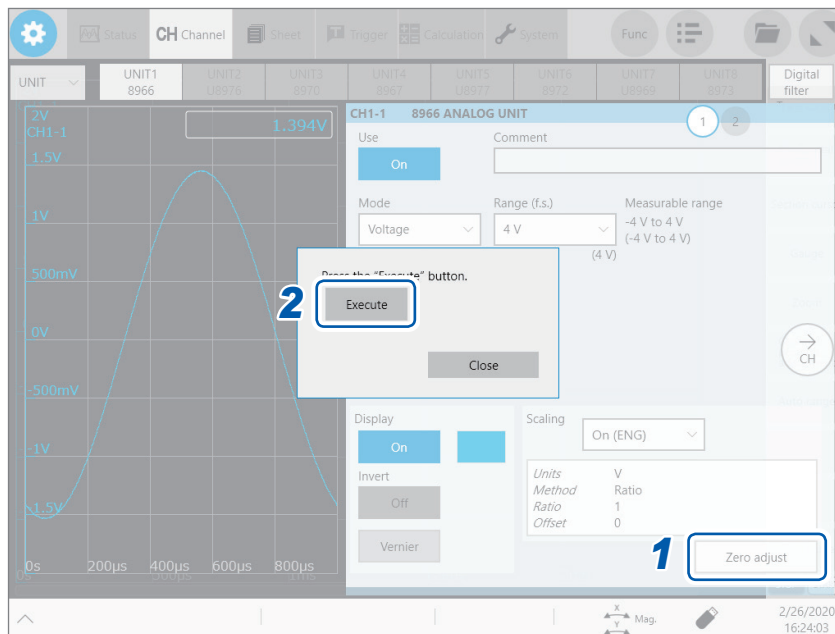 Status
CH Channel
Sheet
Trigger
Calculation
System
Func
UNIT
UNIT1
8966
UNIT2
U8976
UNIT3
8970
UNIT4
8967
UNIT5
U8977
UNIT6
8972
UNIT7
U8969
UNIT8
8973
Digital
filter
2V
CH1-1
1.394V
1.5V
1V
500mV
0V
-500mV
-1V
-1.5V
0s
200µs
400µs
600µs
800µs
0s
500µs
1ms
CH1-1 8966 ANALOG UNIT
1
2
Use
Comment
On
Mode
Range (f.s.)
Measurable range
Voltage
4 V
-4 V to 4 V
(-4 V to 4 V)
(4 V)
Press the "Execute" button.
2
Execute
Close
→
CH
Display
Scaling
On
On (ENG)
Invert
Off
Units V
Method Ratio
Ratio 1
Offset 0
Vernier
1
Zero adjust
X
Y
Mag.
2/26/2020
16:24:03